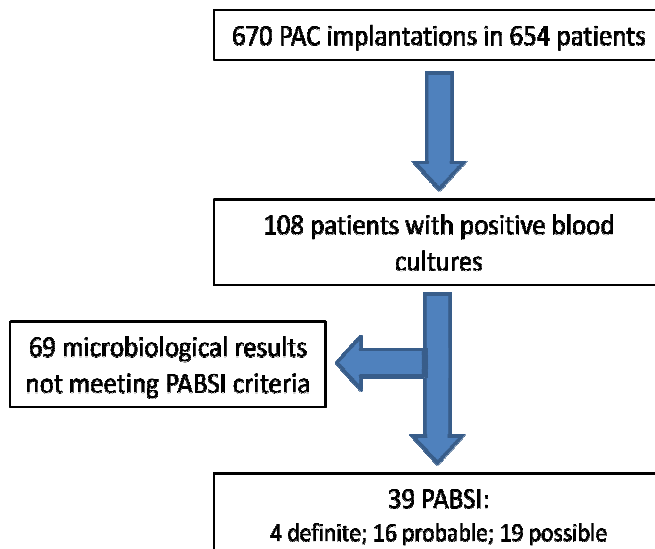 670 PAC implantations in 654 patients
108 patients with positive blood
cultures
69 microbiological results
not meeting PABSI criteria
39 PABSI:
4 definite; 16 probable; 19 possible